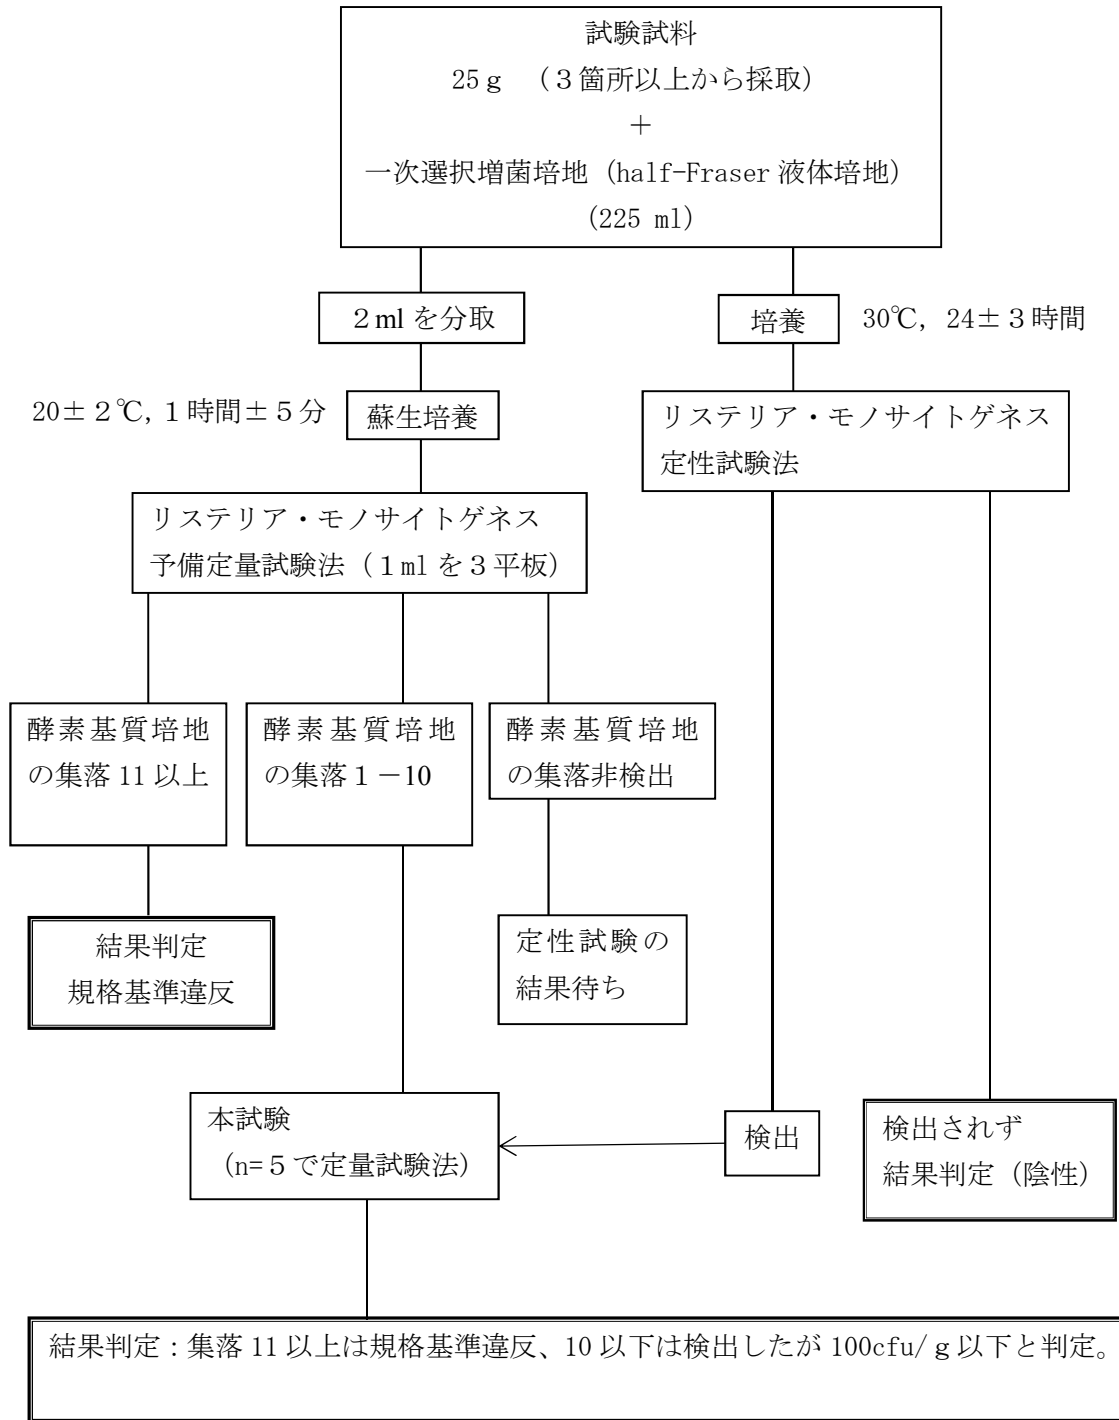 試験試料
25ｇ　（３箇所以上から採取）
＋
一次選択増菌培地（half-Fraser 液体培地）
(225 ml)
２ml を分取
培養
30℃, 24±３時間
20±２℃, １時間±５分
蘇生培養
リステリア・モノサイトゲネス
定性試験法
リステリア・モノサイトゲネス
予備定量試験法（１ml を３平板）
酵素基質培地
の集落 11 以上
酵素基質培地
の集落１－10
酵素基質培地
の集落非検出
結果判定
規格基準違反
定性試験の
結果待ち
本試験
（n=５で定量試験法）
検出
検出されず
結果判定（陰性）
結果判定：集落 11 以上は規格基準違反、10 以下は検出したが 100cfu/ｇ以下と判定。